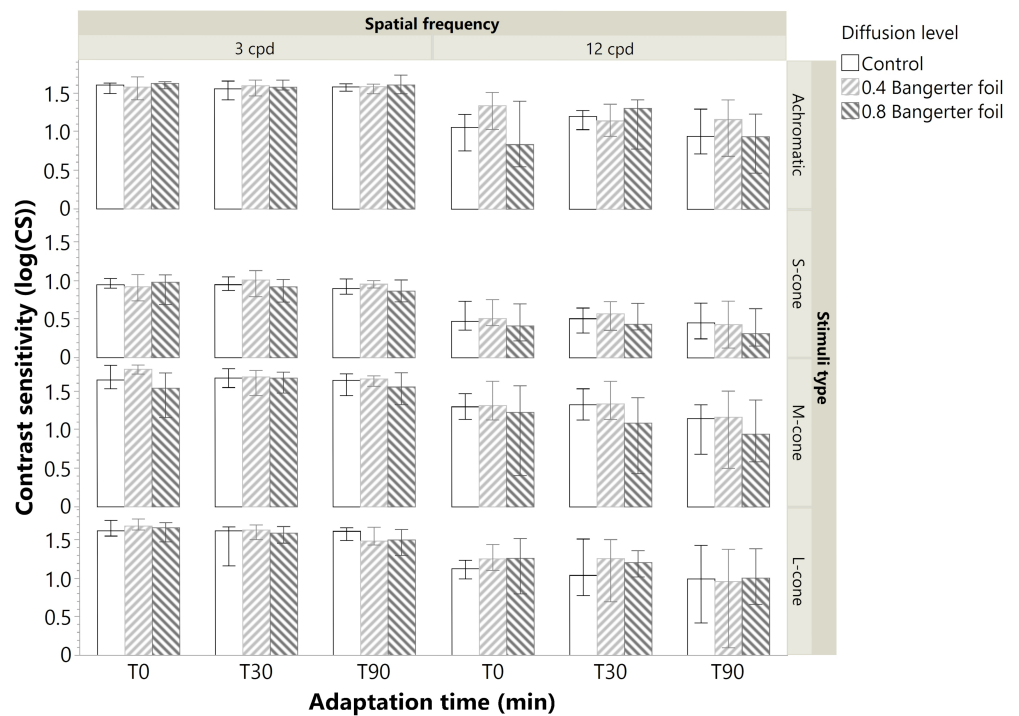 Spatial frequency
3 cpd 12 cpd
Diffusion level
Control
0.4 Bangerter foil
0.8 Bangerter foil
Contrast sensitivity (log(CS))
1.5
1.0
0.5
0
Achromatic
1.5
1.0
0.5
0
S-cone
1.5
1.0
0.5
0
M-cone
1.5
1.0
0.5
0
L-cone
Stimuli type
T0 T30 T90 T0 T30 T90
Adaptation time (min)